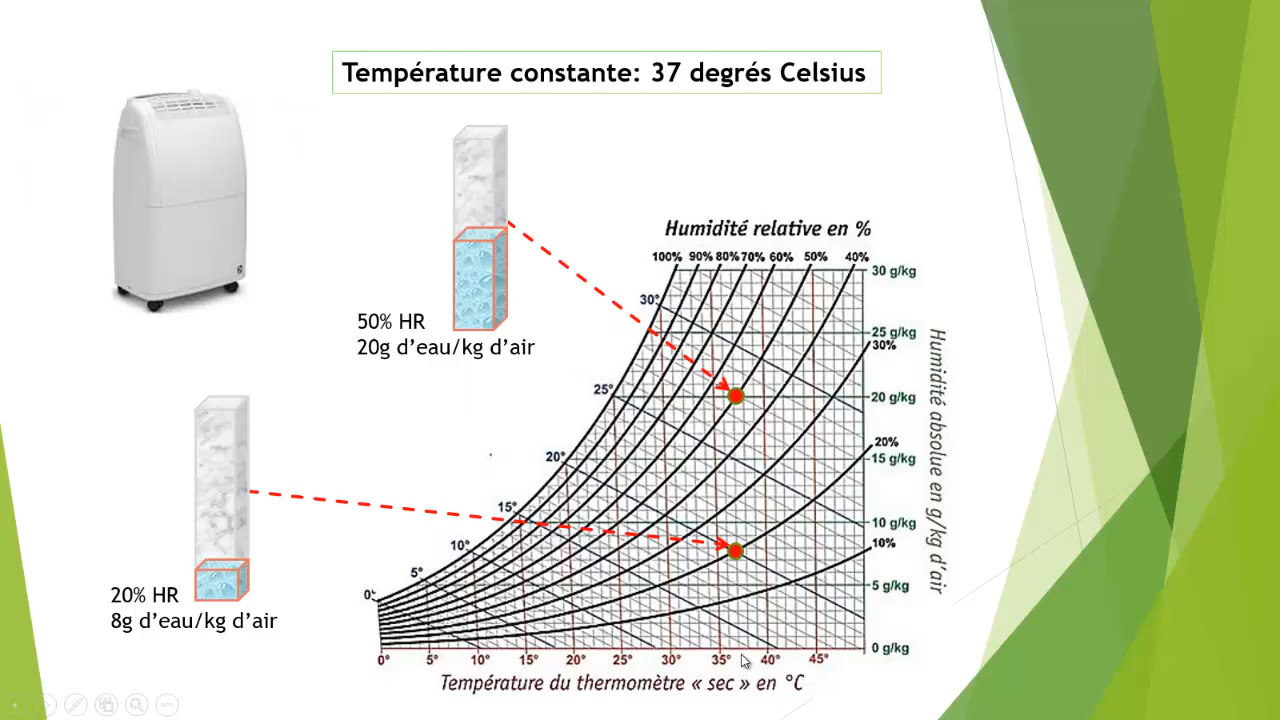 Température constante: 37 degrés Celsius
50% HR
20g d’eau/kg d’air
20% HR
8g d’eau/kg d’air
Humidité relative en %
100% 90% 80% 70% 60% 50% 40%
30%
20%
10%
30 g/kg
25 g/kg
20 g/kg
15 g/kg
10 g/kg
5 g/kg
0 g/kg
Humidité absolue en g/kg d’air
30°
25°
20°
15°
10°
5°
0°
0° 5° 10° 15° 20° 25° 30° 35° 40° 45°
Température du thermomètre « sec » en °C